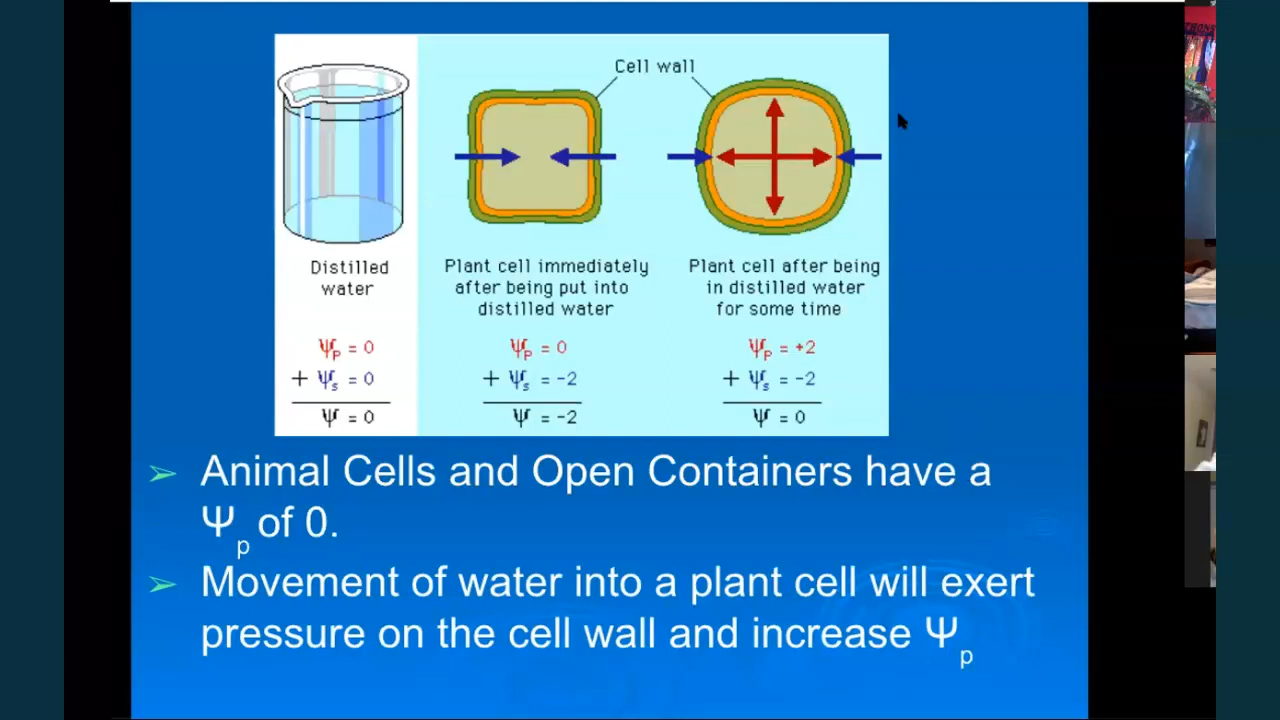 Cell wall
Distilled
water
Plant cell immediately
after being put into
distilled water
Plant cell after being
in distilled water
for some time
Ψp = 0
+ Ψs = 0
Ψ = 0
Ψp = 0
+ Ψs = -2
Ψ = -2
Ψp = +2
+ Ψs = -2
Ψ = 0
➢ Animal Cells and Open Containers have a
Ψp of 0.
➢ Movement of water into a plant cell will exert
pressure on the cell wall and increase Ψp